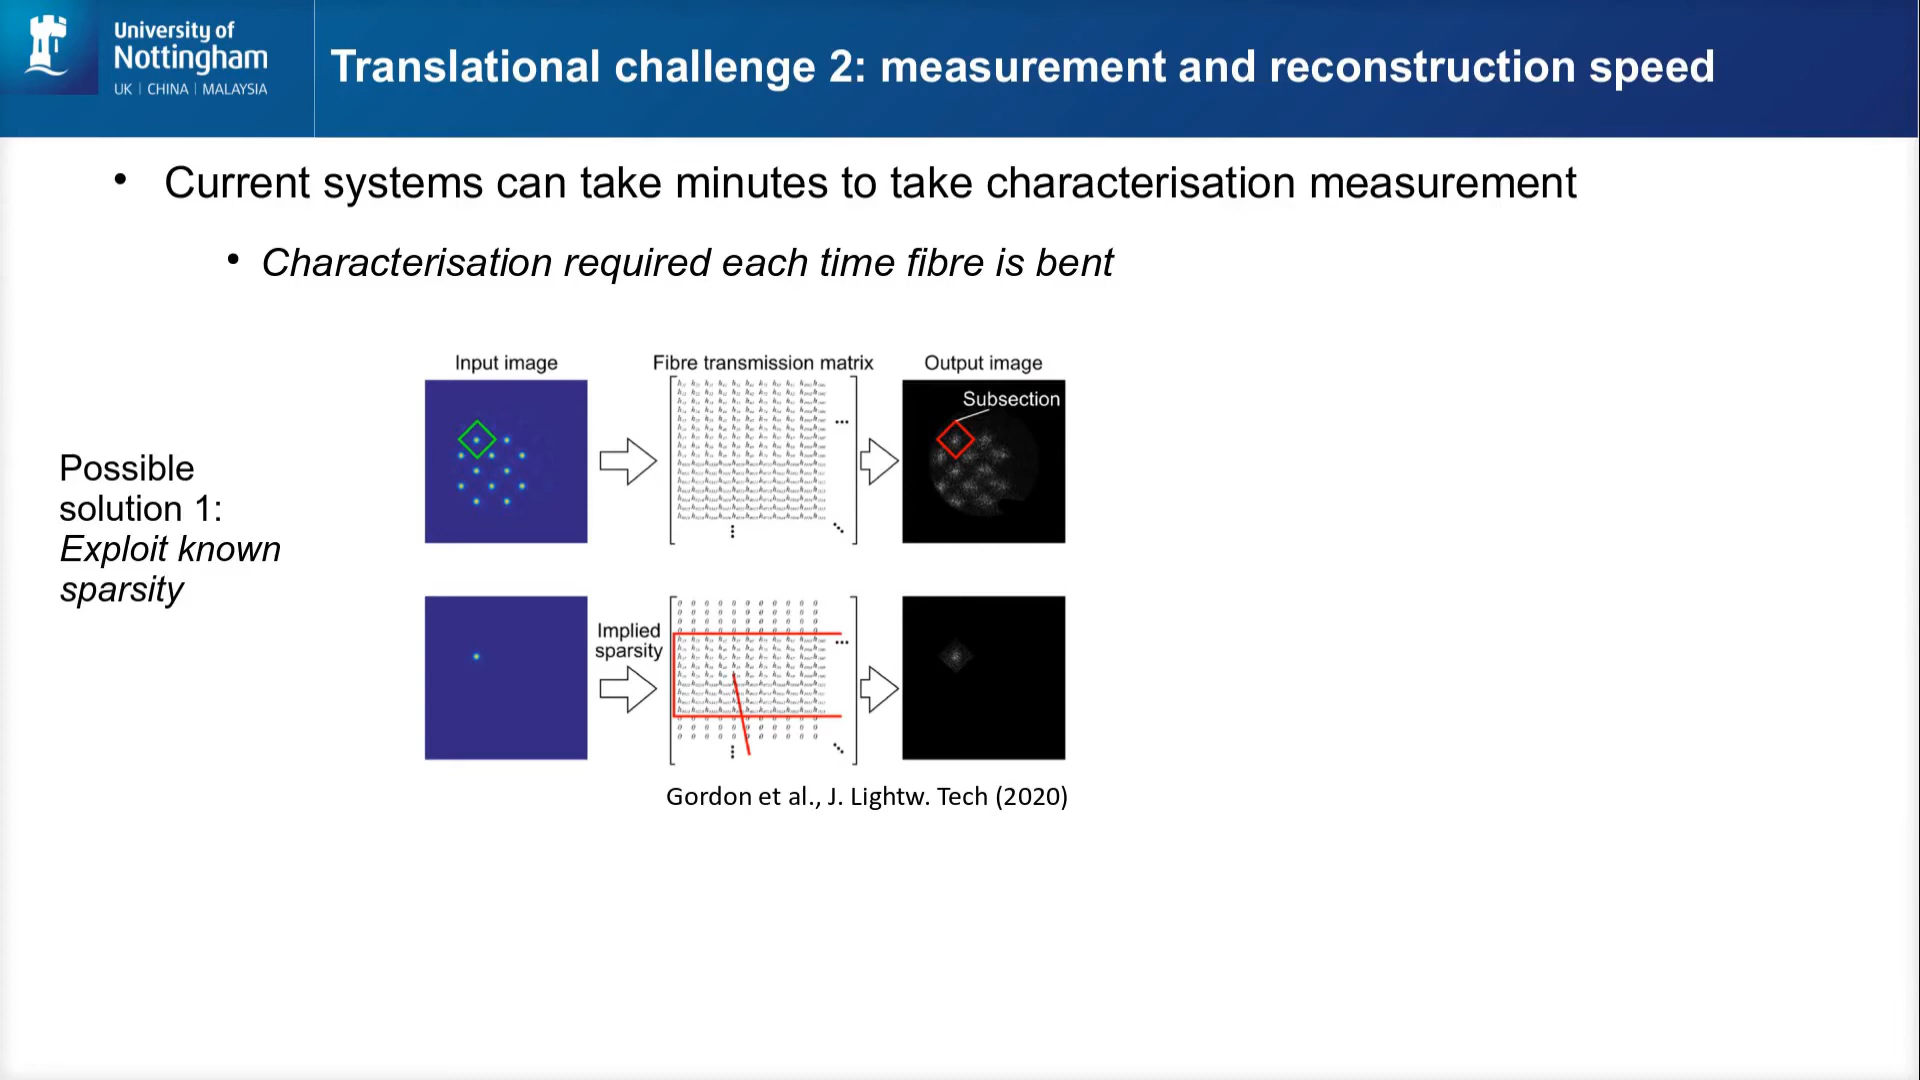 University of
Nottingham
UK | CHINA | MALAYSIA
Translational challenge 2: measurement and reconstruction speed
• Current systems can take minutes to take characterisation measurement
• Characterisation required each time fibre is bent
Input image
Fibre transmission matrix
Output image
Subsection
Possible
solution 1:
Exploit known
sparsity
Implied
sparsity
Gordon et al., J. Lightw. Tech (2020)